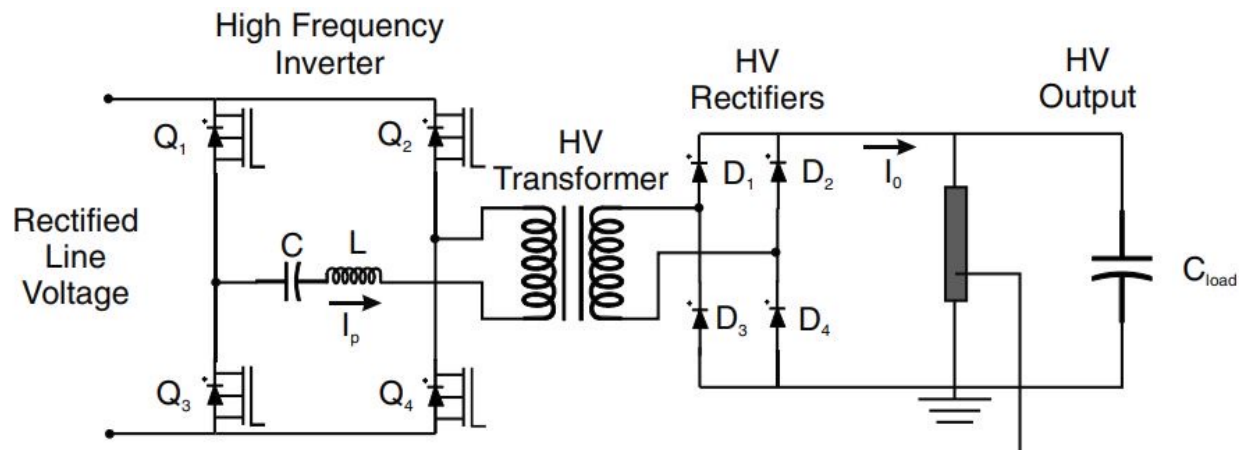 High Frequency
Inverter
HV
Rectifiers
HV
Output
Q₁
Q₂
HV
Transformer
D₁
D₂
I₀
Rectified
Line
Voltage
C
L
Iₚ
C_load
D₃
D₄
Q₃
Q₄